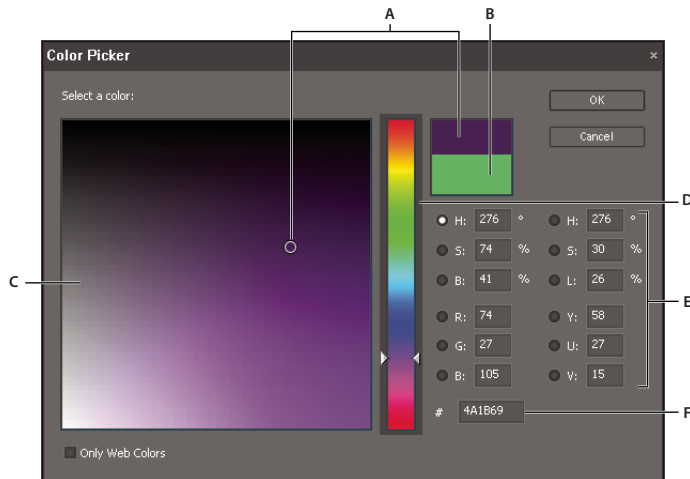 A B
Color Picker ×
Select a color:
OK
Cancel
D
H: 276 ° H: 276 °
S: 74 % S: 30 %
B: 41 % L: 26 %
C
E
R: 74 Y: 58
G: 27 U: 27
B: 105 V: 15
# 4A1B69
F
Only Web Colors